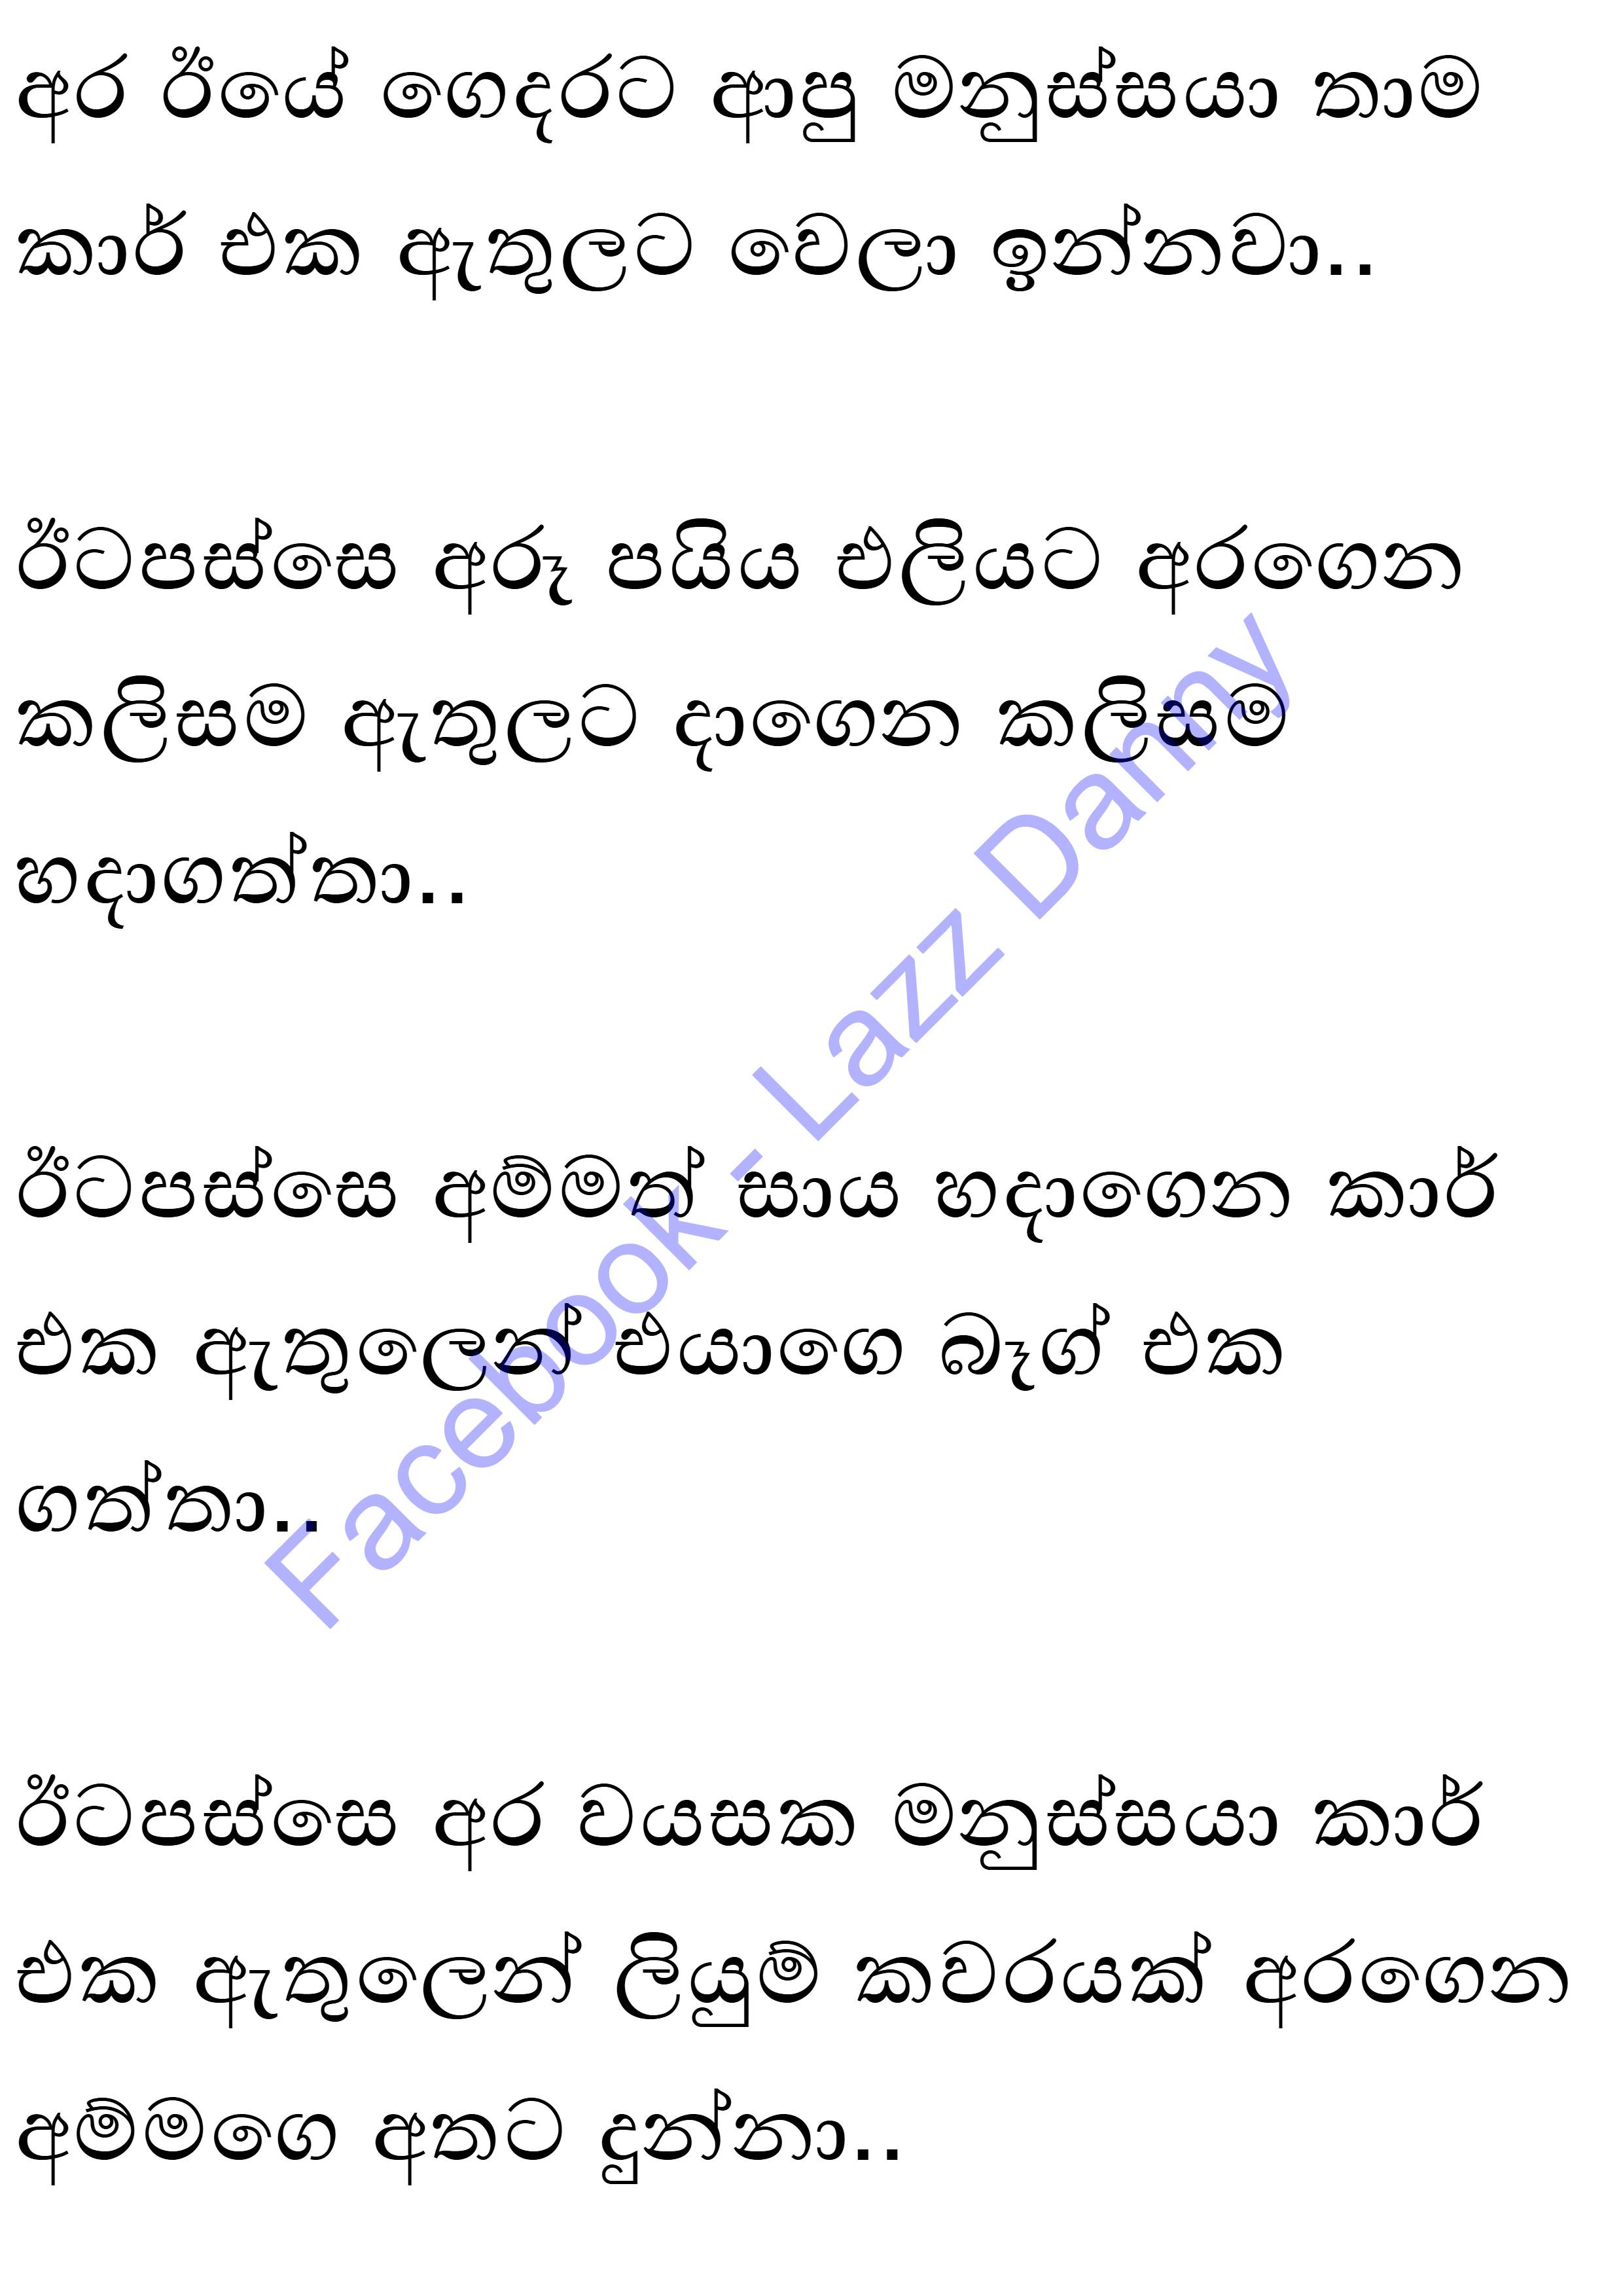 අර ඊයේ ගෙදරට ආපු මනුස්සයා තාම
කාර් එක ඇතුලට වෙලා ඉන්නවා..
ඊටපස්සෙ අරූ පයිය එලියට අරගෙන
කලිසම ඇතුලට දාගෙන කලිසම
හදාගත්තා..
ඊටපස්සෙ අම්මත් සාය හදාගෙන කාර්
එක ඇතුලෙන් එයාගෙ බෑග් එක
ගත්තා..
ඊටපස්සෙ අර වයසක මනුස්සයා කාර්
එක ඇතුලෙන් ලියුම් කවරයක් අරගෙන
අම්මගෙ අතට දුන්නා..
Facebook - Lazz Danny